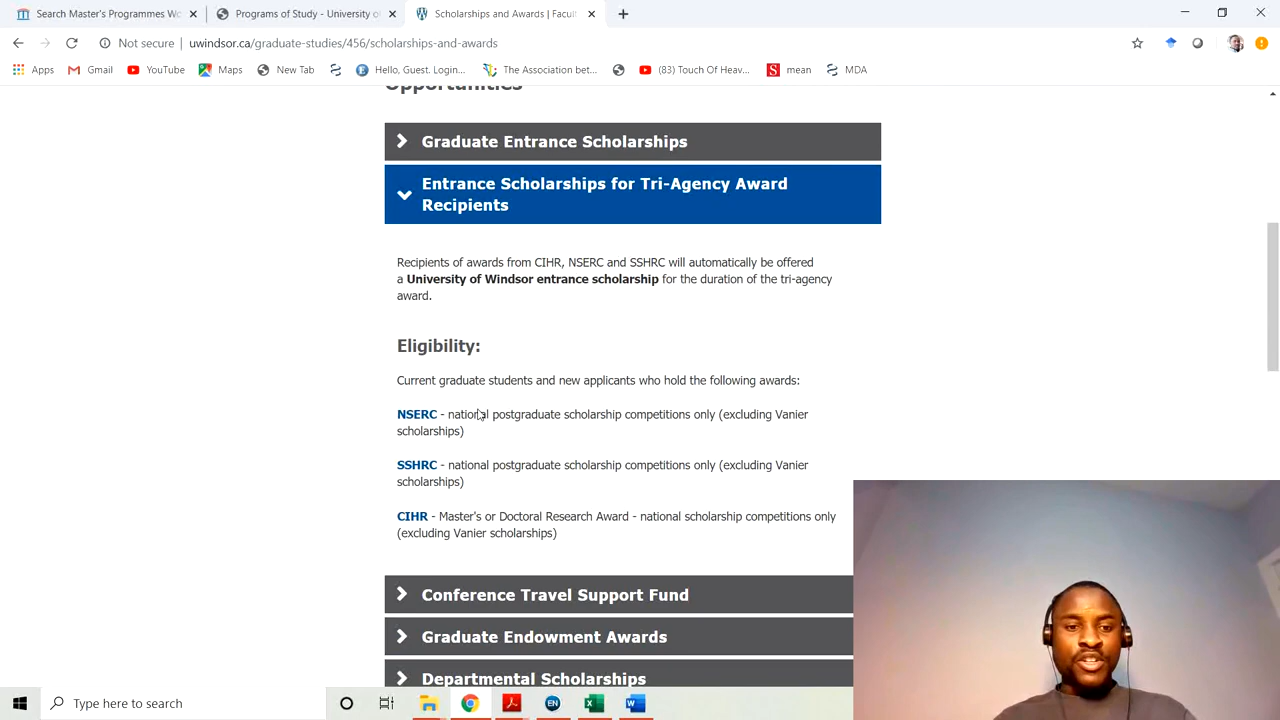 Search Master's Programmes Wo
Programs of Study - University of
Scholarships and Awards | Facult
Not secure | uwindsor.ca/graduate-studies/456/scholarships-and-awards
Apps
Gmail
YouTube
Maps
New Tab
Hello, Guest. Login...
The Association bet...
(83) Touch Of Heav...
mean
MDA
Opportunities
Graduate Entrance Scholarships
Entrance Scholarships for Tri-Agency Award
Recipients
Recipients of awards from CIHR, NSERC and SSHRC will automatically be offered
a University of Windsor entrance scholarship for the duration of the tri-agency
award.
Eligibility:
Current graduate students and new applicants who hold the following awards:
NSERC - national postgraduate scholarship competitions only (excluding Vanier
scholarships)
SSHRC - national postgraduate scholarship competitions only (excluding Vanier
scholarships)
CIHR - Master's or Doctoral Research Award - national scholarship competitions only
(excluding Vanier scholarships)
Conference Travel Support Fund
Graduate Endowment Awards
Departmental Scholarships
Type here to search
EN